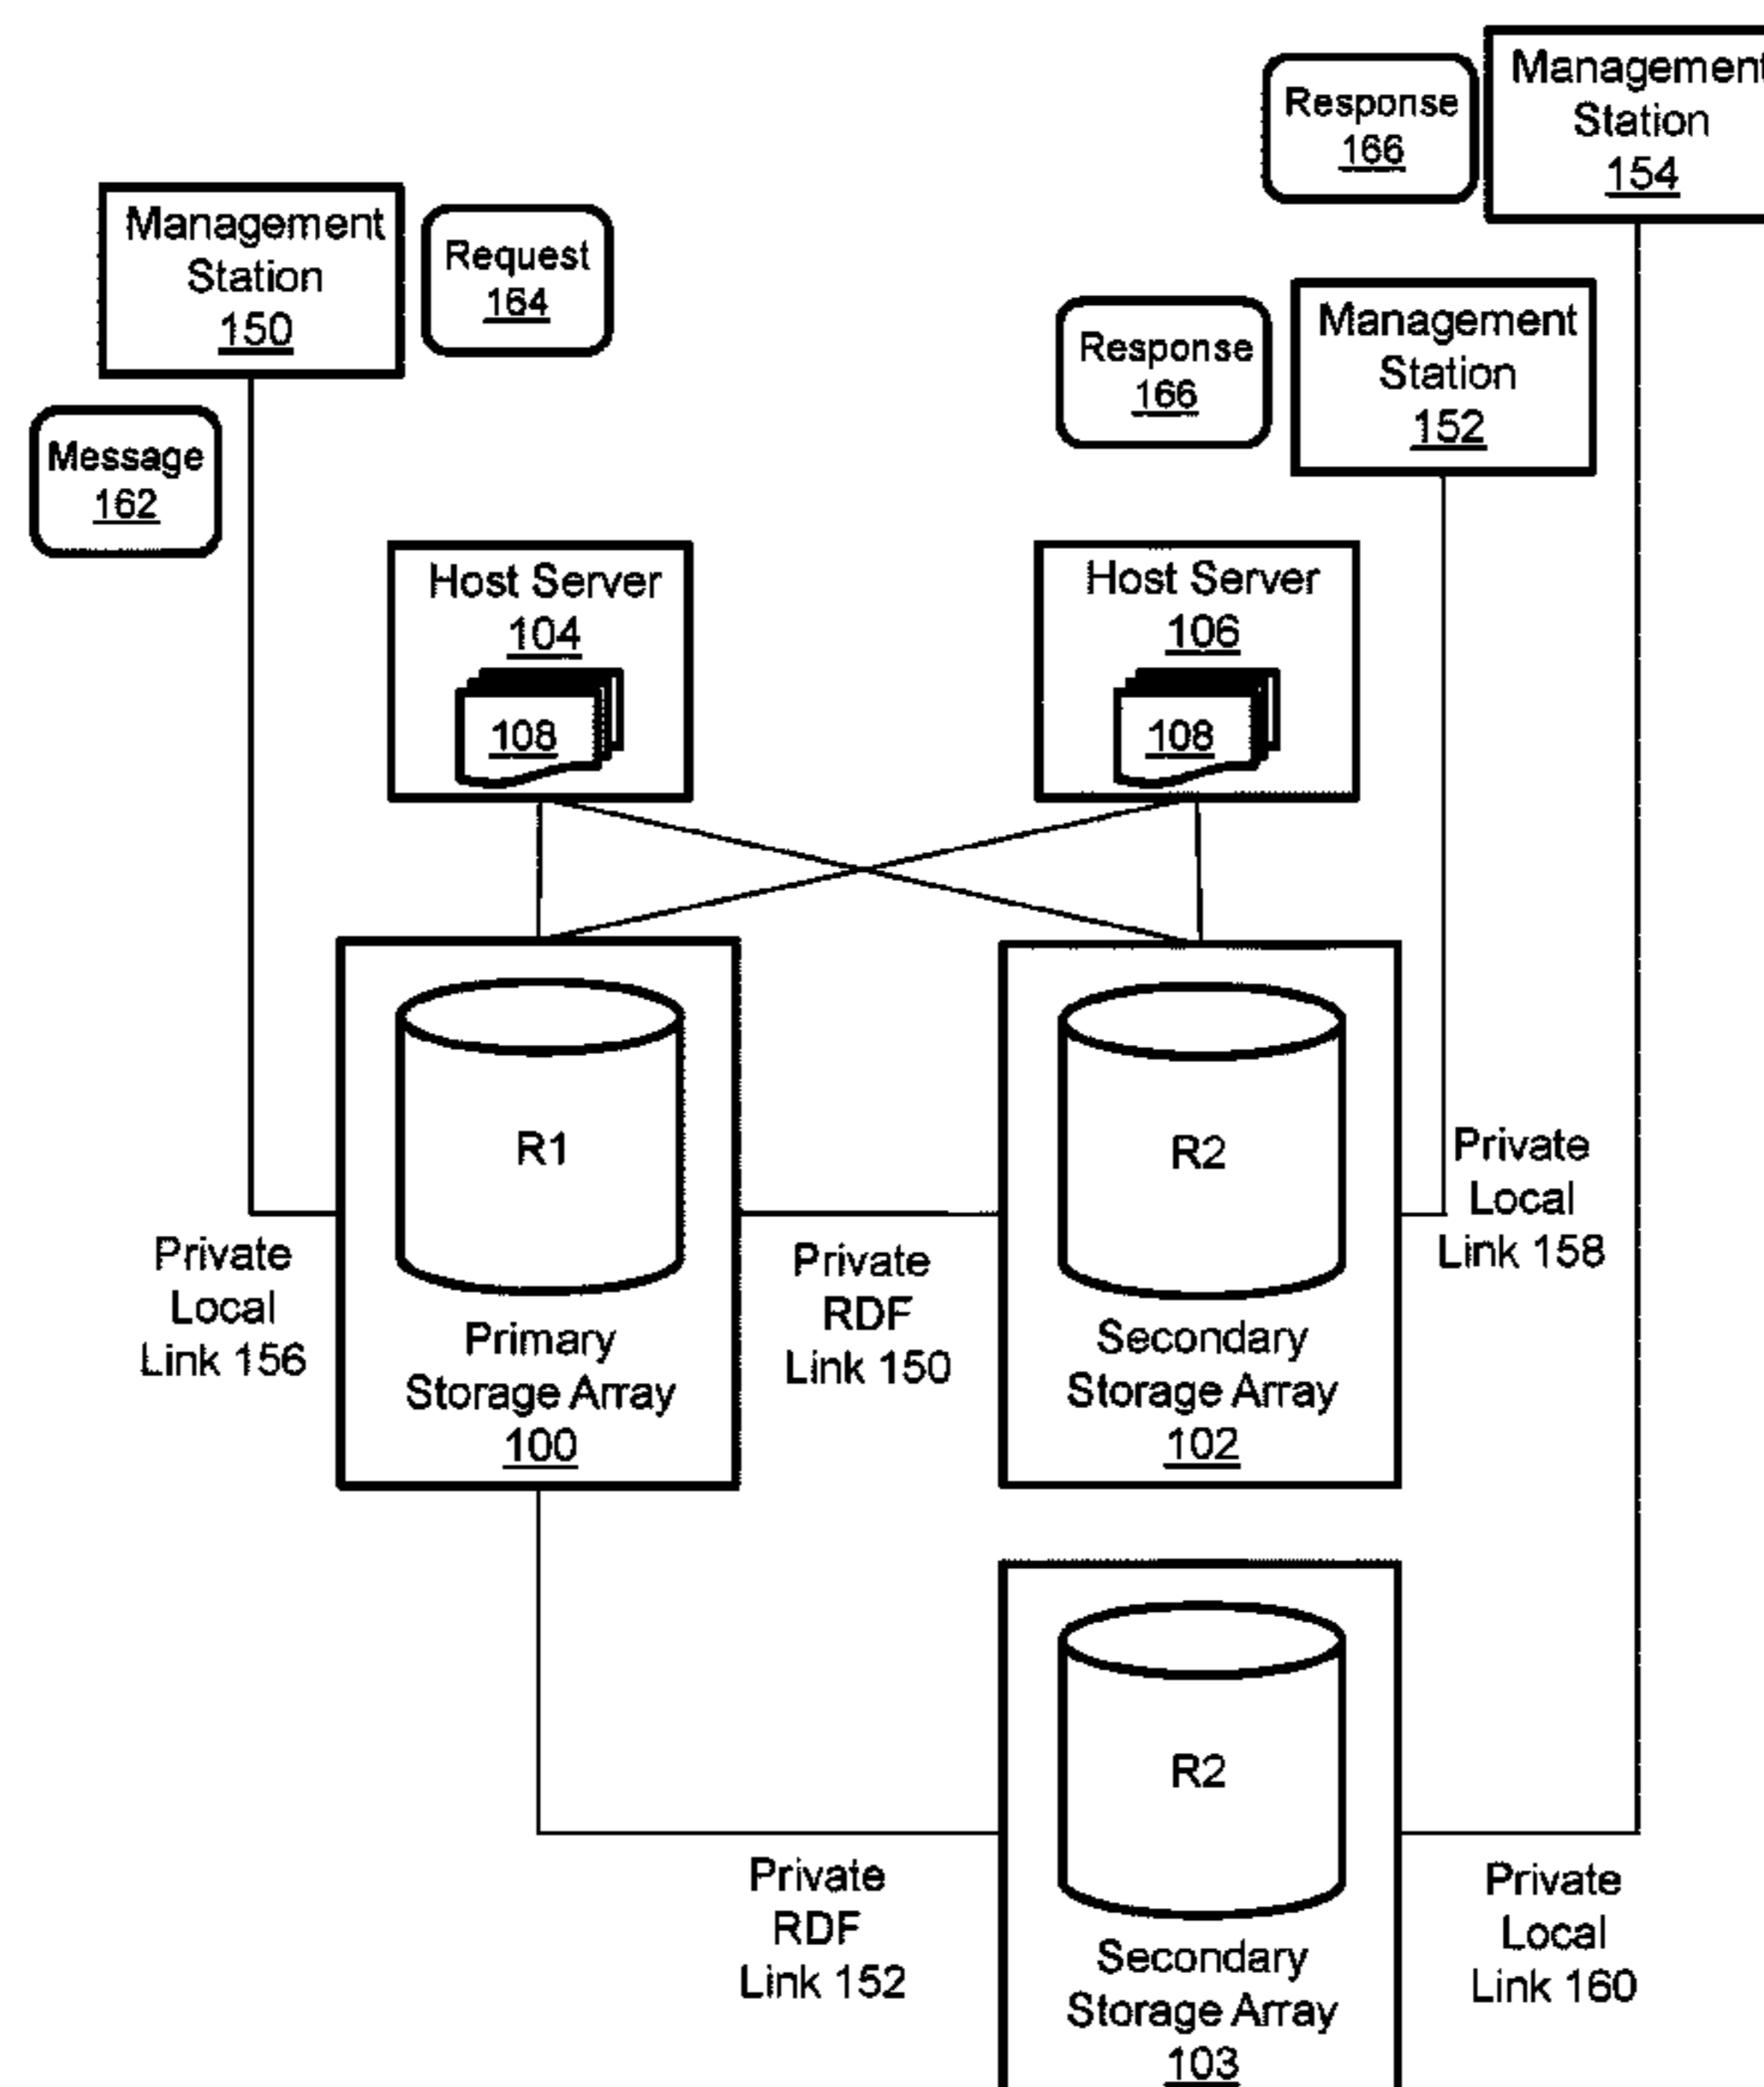 Management
Station
154
Response
166
Management
Station
150
Request
164
Management
Station
152
Response
166
Message
162
Host Server
104
108
Host Server
106
108
R1
Primary
Storage Array
100
R2
Secondary
Storage Array
102
Private
Local
Link 156
Private
RDF
Link 150
Private
Local
Link 158
R2
Secondary
Storage Array
103
Private
RDF
Link 152
Private
Local
Link 160